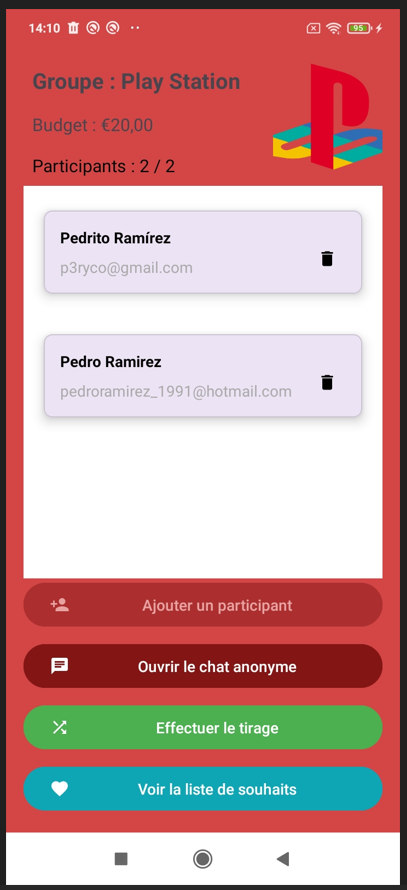 14:10
95
Groupe : Play Station
Budget : €20,00
Participants : 2 / 2
Pedrito Ramírez
p3ryco@gmail.com
Pedro Ramirez
pedroramirez_1991@hotmail.com
Ajouter un participant
Ouvrir le chat anonyme
Effectuer le tirage
Voir la liste de souhaits